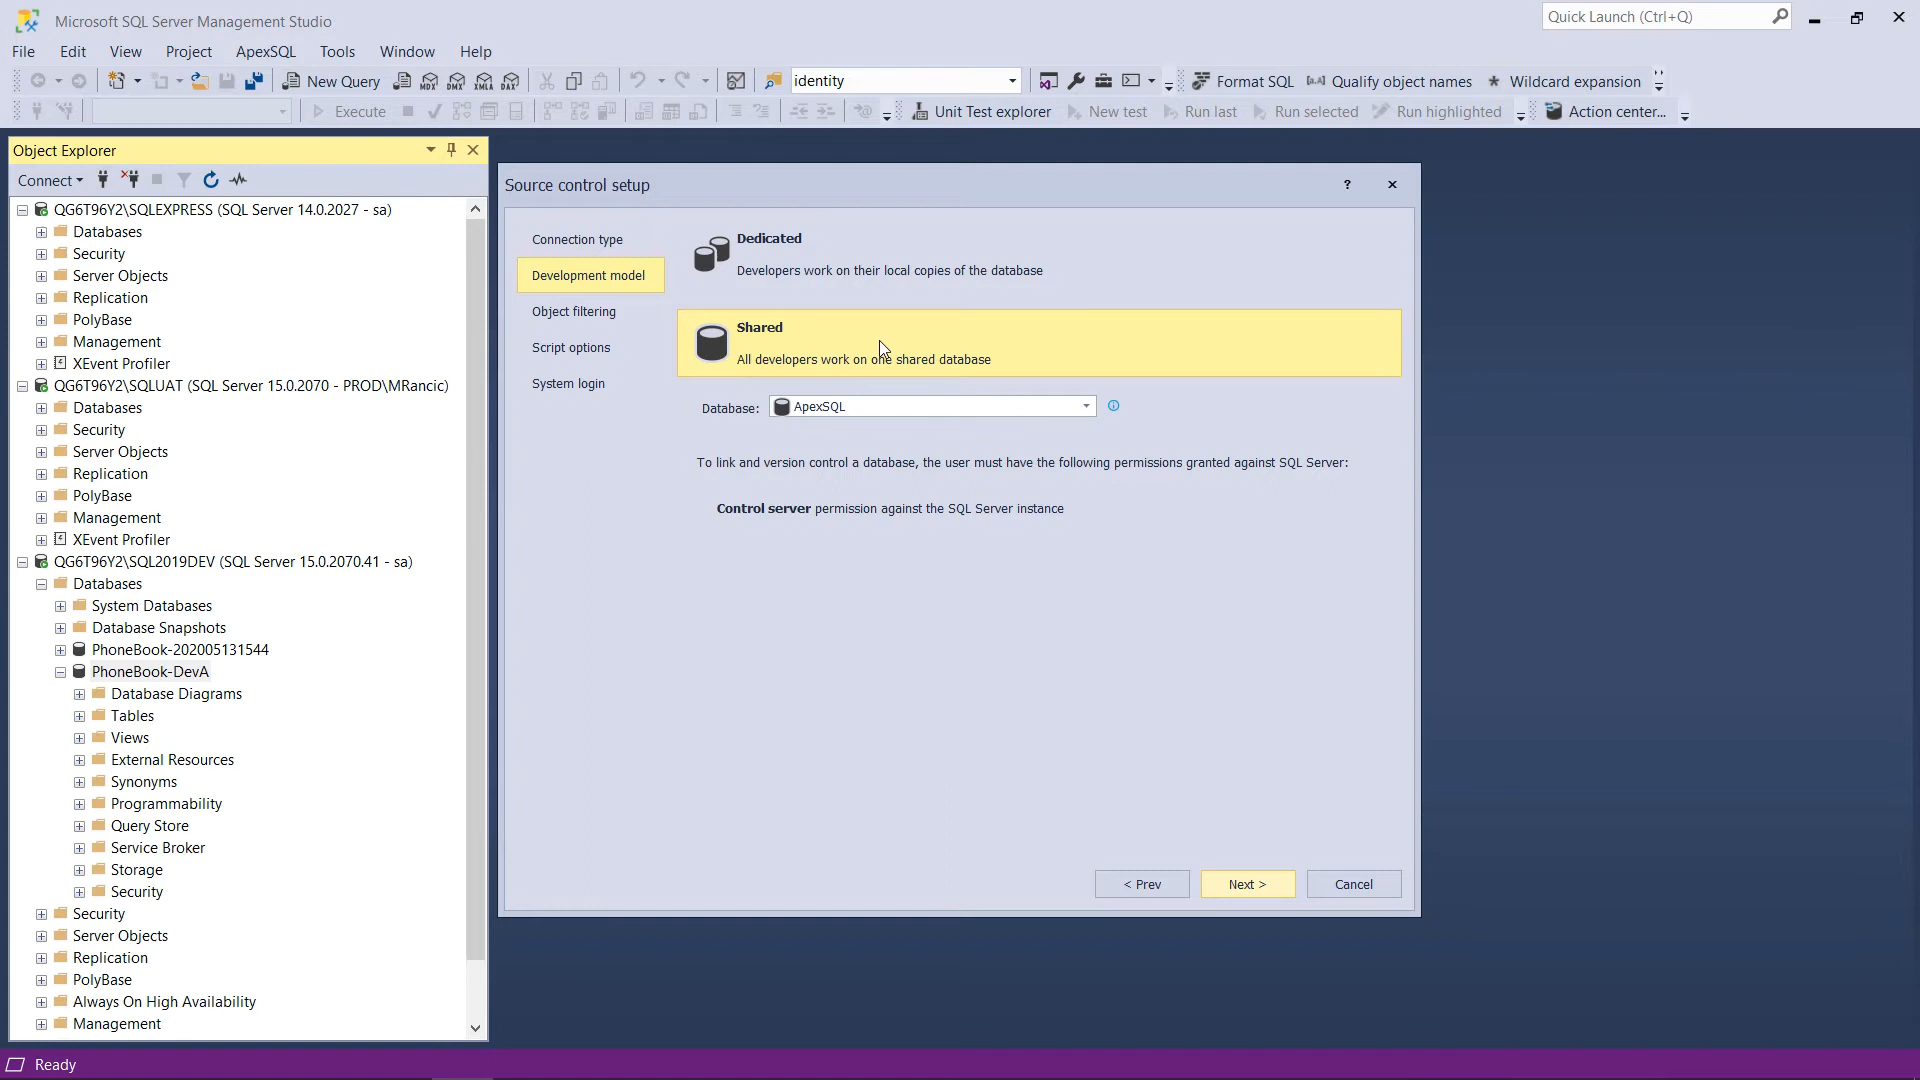 Microsoft SQL Server Management Studio
Quick Launch (Ctrl+Q)
File Edit View Project ApexSQL Tools Window Help
New Query MDX DMX XMLA DAX identity Format SQL Qualify object names Wildcard expansion
Execute Unit Test explorer New test Run last Run selected Run highlighted Action center...
Object Explorer
Connect
QG6T96Y2\SQLEXPRESS (SQL Server 14.0.2027 - sa)
Databases
Security
Server Objects
Replication
PolyBase
Management
XEvent Profiler
QG6T96Y2\SQLUAT (SQL Server 15.0.2070 - PROD\MRancic)
Databases
Security
Server Objects
Replication
PolyBase
Management
XEvent Profiler
QG6T96Y2\SQL2019DEV (SQL Server 15.0.2070.41 - sa)
Databases
System Databases
Database Snapshots
PhoneBook-202005131544
PhoneBook-DevA
Database Diagrams
Tables
Views
External Resources
Synonyms
Programmability
Query Store
Service Broker
Storage
Security
Security
Server Objects
Replication
PolyBase
Always On High Availability
Management
Source control setup
?
Connection type
Development model
Object filtering
Script options
System login
Dedicated
Developers work on their local copies of the database
Shared
All developers work on one shared database
Database: ApexSQL
To link and version control a database, the user must have the following permissions granted against SQL Server:
Control server permission against the SQL Server instance
< Prev Next > Cancel
Ready